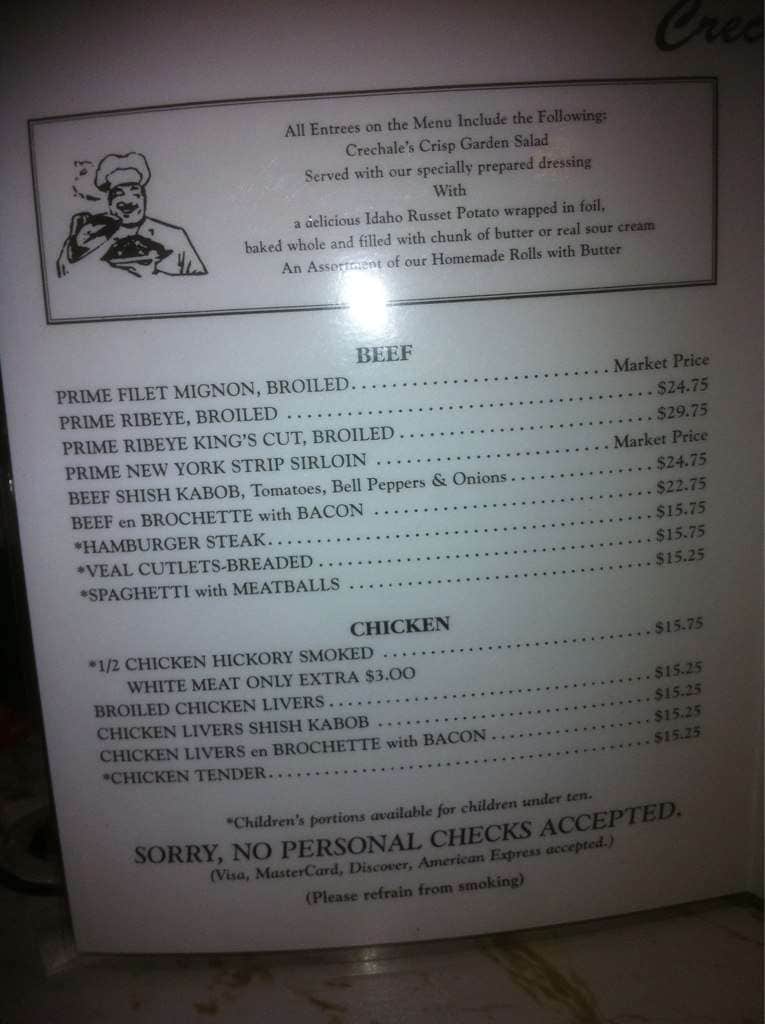 All Entrees on the Menu Include the Following:
Crechale's Crisp Garden Salad
Served with our specially prepared dressing
With
a delicious Idaho Russet Potato wrapped in foil,
baked whole and filled with chunk of butter or real sour cream
An Assortment of our Homemade Rolls with Butter
BEEF
PRIME FILET MIGNON, BROILED.............................Market Price
PRIME RIBEYE, BROILED ........................................$24.75
PRIME RIBEYE KING'S CUT, BROILED ............................$29.75
PRIME NEW YORK STRIP SIRLOIN ..........................Market Price
BEEF SHISH KABOB, Tomatoes, Bell Peppers & Onions ................$24.75
BEEF en BROCHETTE with BACON ..............................$22.75
*HAMBURGER STEAK...........................................$15.75
*VEAL CUTLETS-BREADED .....................................$15.75
*SPAGHETTI with MEATBALLS .................................$15.25
CHICKEN
*1/2 CHICKEN HICKORY SMOKED ..............................$15.75
WHITE MEAT ONLY EXTRA $3.00
BROILED CHICKEN LIVERS ...................................$15.25
CHICKEN LIVERS SHISH KABOB ..............................$15.25
CHICKEN LIVERS en BROCHETTE with BACON ..................$15.25
*CHICKEN TENDER..........................................$15.25
*Children's portions available for children under ten.
SORRY, NO PERSONAL CHECKS ACCEPTED.
(Visa, MasterCard, Discover, American Express accepted.)
(Please refrain from smoking)